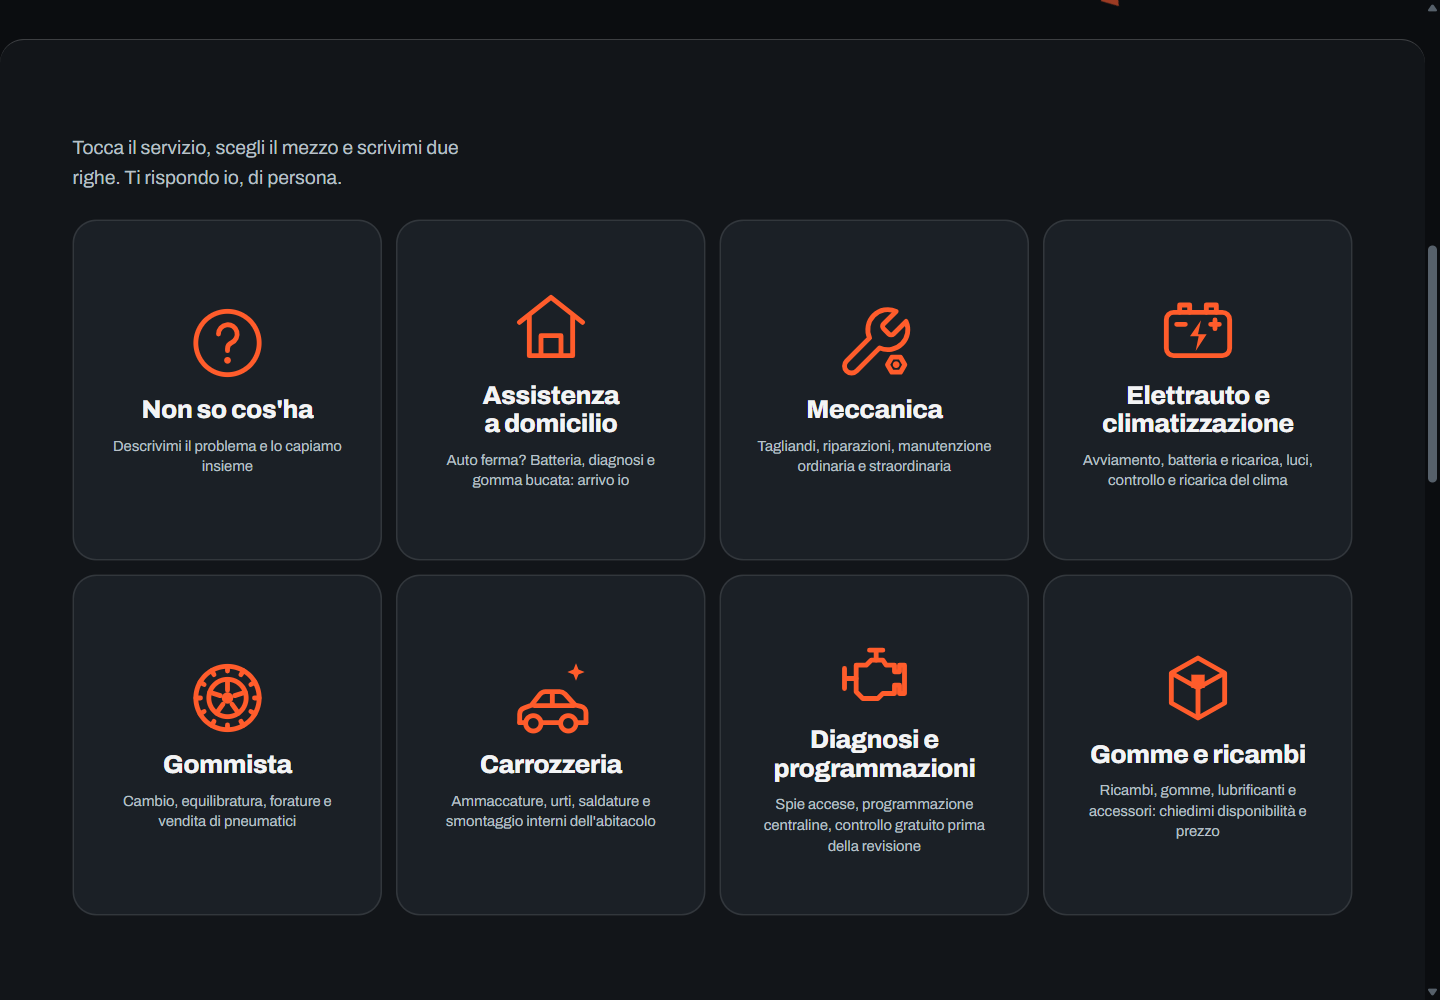 Tocca il servizio, scegli il mezzo e scrivimi due
righe. Ti rispondo io, di persona.
Non so cos'ha
Descrivimi il problema e lo capiamo
insieme
Assistenza
a domicilio
Auto ferma? Batteria, diagnosi e
gomma bucata: arrivo io
Meccanica
Tagliandi, riparazioni, manutenzione
ordinaria e straordinaria
Elettrauto e
climatizzazione
Avviamento, batteria e ricarica, luci,
controllo e ricarica del clima
Gommista
Cambio, equilibratura, forature e
vendita di pneumatici
Carrozzeria
Ammaccature, urti, saldature e
smontaggio interni dell'abitacolo
Diagnosi e
programmazioni
Spie accese, programmazione
centraline, controllo gratuito prima
della revisione
Gomme e ricambi
Ricambi, gomme, lubrificanti e
accessori: chiedimi disponibilità e
prezzo